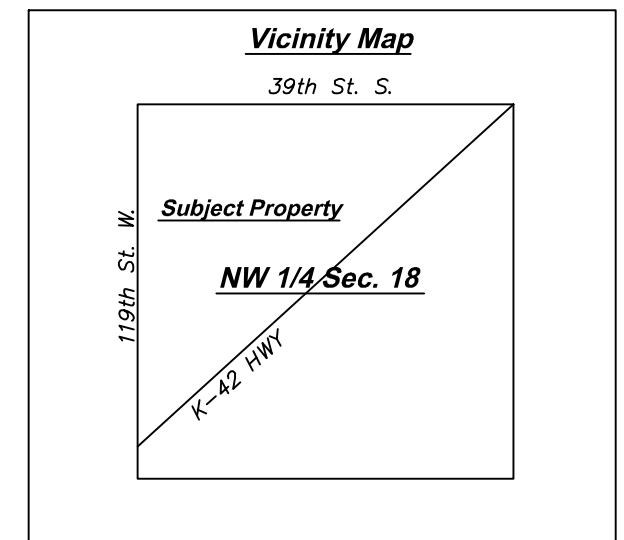 Vicinity Map
39th St. S.
Subject Property
119th St. W.
NW 1/4 Sec. 18
K-42 HWY